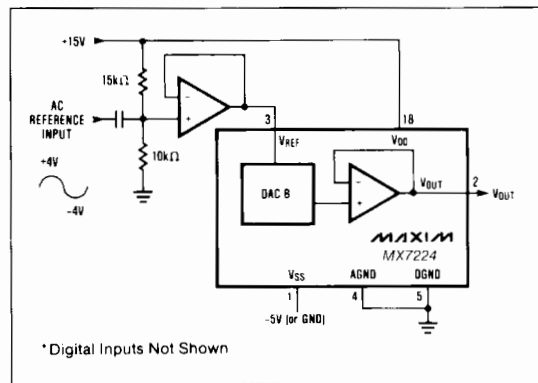 +15V
15kΩ
AC
REFERENCE
INPUT
+4V
-4V
10kΩ
-
+
3
18
VREF
VDD
DAC B
-
+
VOUT
2
VOUT
MAXIM
MX7224
VSS
AGND
DGND
1
4
5
-5V (or GND)
*Digital Inputs Not Shown